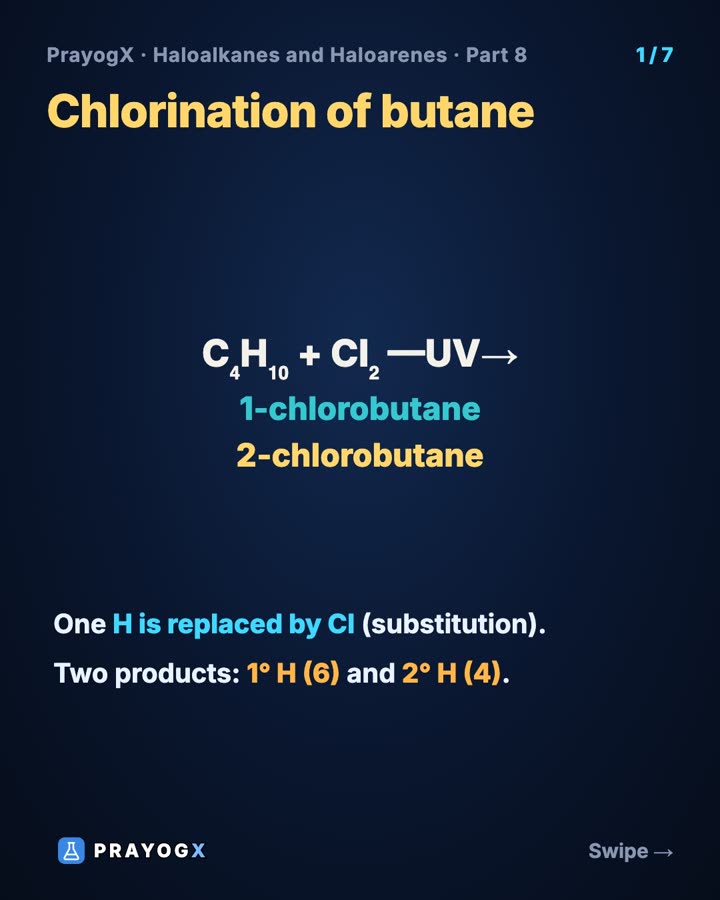 PrayogX · Haloalkanes and Haloarenes · Part 8
1/7
Chlorination of butane
C₄H₁₀ + Cl₂ —UV→
1-chlorobutane
2-chlorobutane
One H is replaced by Cl (substitution).
Two products: 1° H (6) and 2° H (4).
PRAYOGX
Swipe →